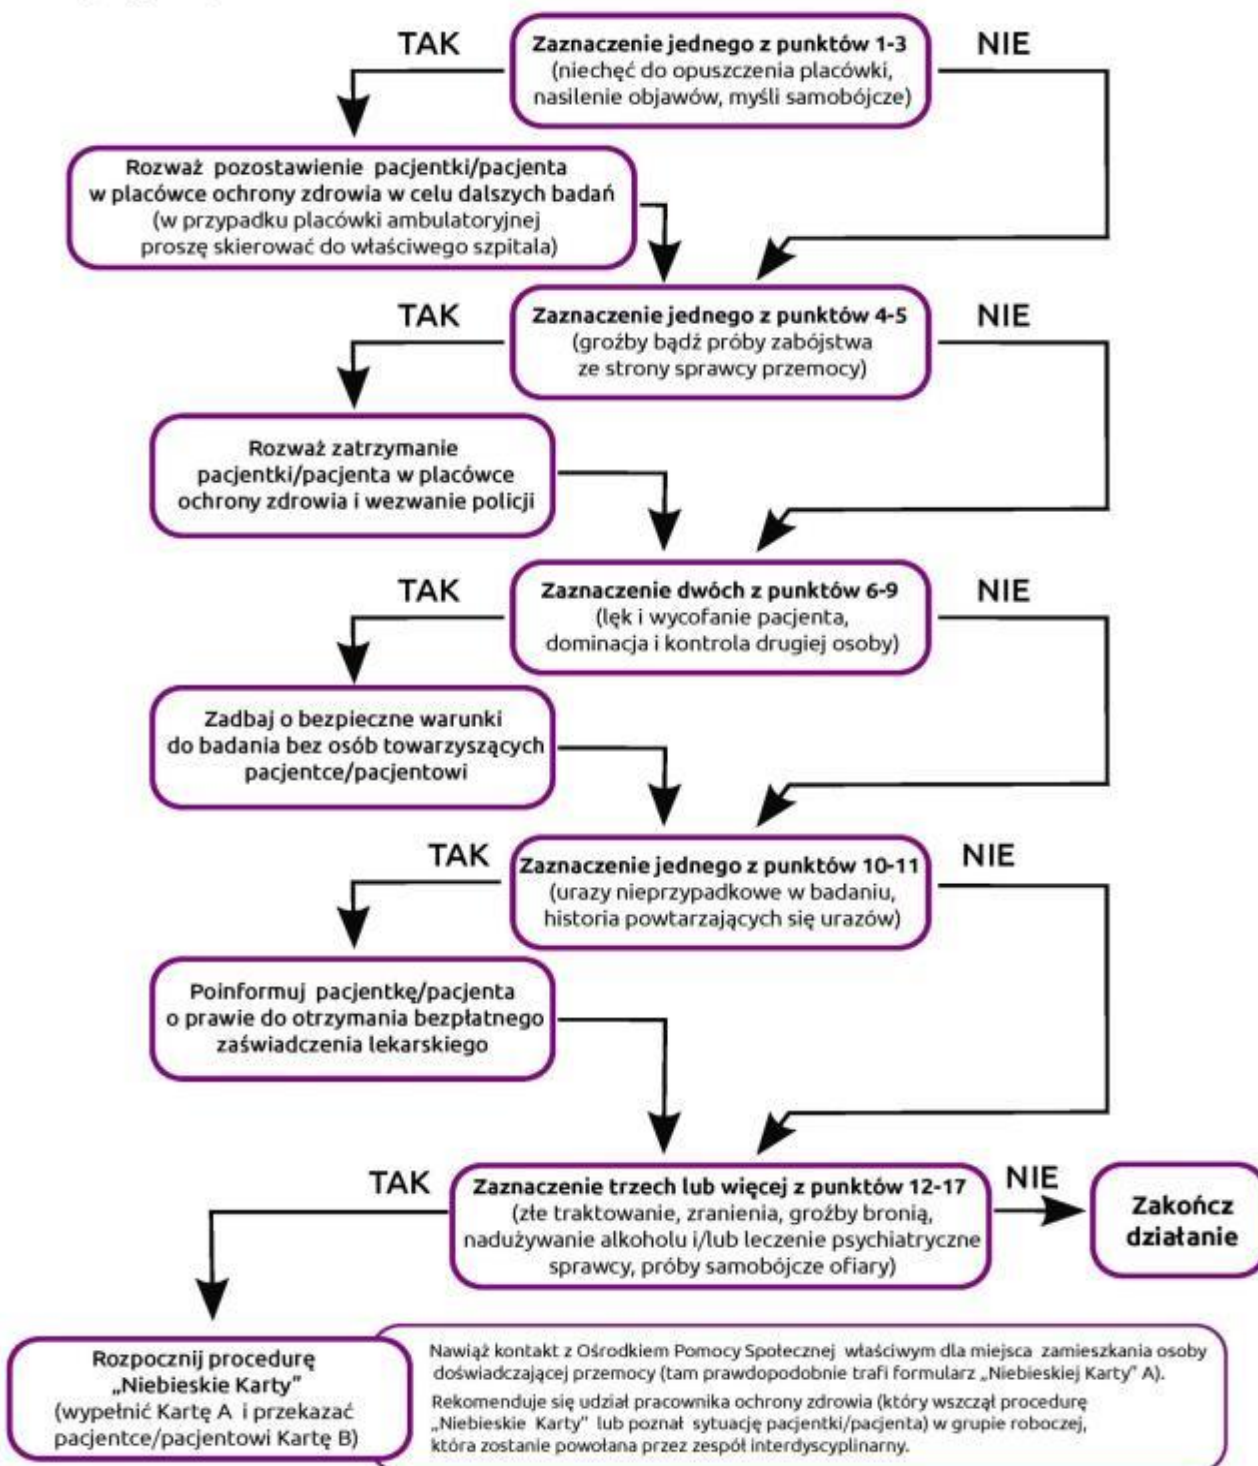 TAK
Zaznaczenie jednego z punktów 1-3
(niechęć do opuszczenia placówki,
nasilenie objawów, myśli samobójcze)
NIE
Rozważ pozostawienie pacjentki/pacjenta
w placówce ochrony zdrowia w celu dalszych badań
(w przypadku placówki ambulatoryjnej
proszę skierować do właściwego szpitala)
TAK
Zaznaczenie jednego z punktów 4-5
(groźby bądź próby zabójstwa
ze strony sprawcy przemocy)
NIE
Rozważ zatrzymanie
pacjentki/pacjenta w placówce
ochrony zdrowia i wezwanie policji
TAK
Zaznaczenie dwóch z punktów 6-9
(lęk i wycofanie pacjenta,
dominacja i kontrola drugiej osoby)
NIE
Zadbaj o bezpieczne warunki
do badania bez osób towarzyszących
pacjentce/pacjentowi
TAK
Zaznaczenie jednego z punktów 10-11
(urazy nieprzypadkowe w badaniu,
historia powtarzających się urazów)
NIE
Poinformuj pacjentkę/pacjenta
o prawie do otrzymania bezpłatnego
zaświadczenia lekarskiego
TAK
Zaznaczenie trzech lub więcej z punktów 12-17
(złe traktowanie, zranienia, groźby bronią,
nadużywanie alkoholu i/lub leczenie psychiatryczne
sprawcy, próby samobójcze ofiary)
NIE
Zakończ
działanie
Rozpocznij procedurę
„Niebieskie Karty”
(wypełnić Kartę A i przekazać
pacjentce/pacjentowi Kartę B)
Nawiąż kontakt z Ośrodkiem Pomocy Społecznej właściwym dla miejsca zamieszkania osoby
doświadczającej przemocy (tam prawdopodobnie trafi formularz „Niebieskiej Karty” A).
Rekomenduje się udział pracownika ochrony zdrowia (który wszczął procedurę
„Niebieskie Karty” lub poznał sytuację pacjentki/pacjenta) w grupie roboczej,
która zostanie powołana przez zespół interdyscyplinarny.